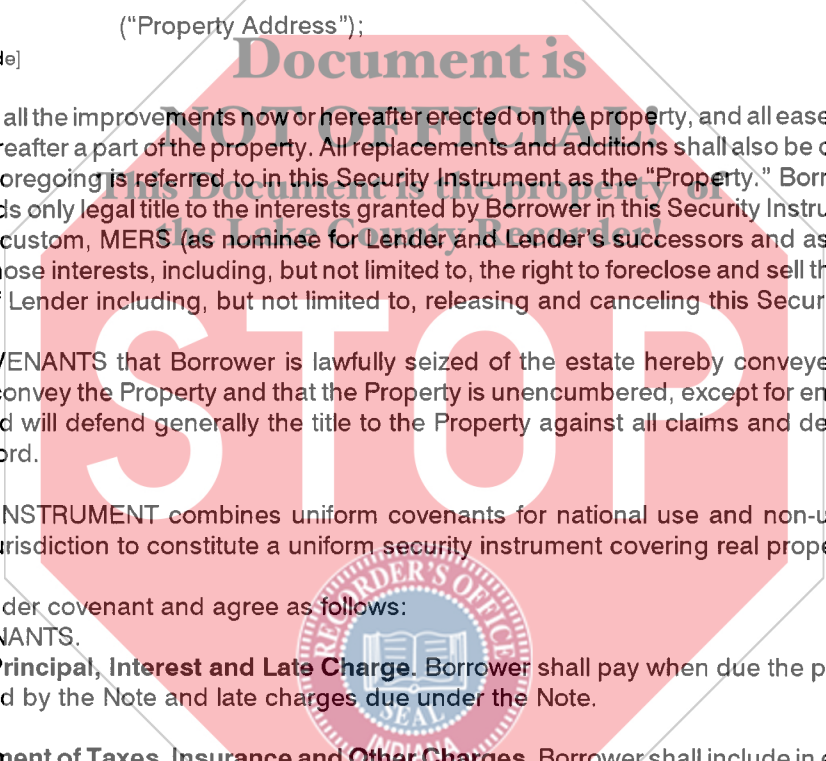 ("Property Address");
de]
Document is
all the improvements now or hereafter erected on the property, and all ease
NOT OFFICIAL!
reafter a part of the property. All replacements and additions shall also be c
oregoing is referred to in this Security Instrument as the "Property." Borr
This Document is the property of
ds only legal title to the interests granted by Borrower in this Security Instru
the Lake County Recorder!
custom, MERS (as nominee for Lender and Lender's successors and as
ose interests, including, but not limited to, the right to foreclose and sell th
f Lender including, but not limited to, releasing and canceling this Secur
STOP
VENANTS that Borrower is lawfully seized of the estate hereby conveye
convey the Property and that the Property is unencumbered, except for en
d will defend generally the title to the Property against all claims and de
ord.
INSTRUMENT combines uniform covenants for national use and non-u
urisdiction to constitute a uniform security instrument covering real prope
RECORDER'S OFFICE
der covenant and agree as follows:
NANTS.
Principal, Interest and Late Charge. Borrower shall pay when due the p
d by the Note and late charges due under the Note.
SEAL
INDIANA
ment of Taxes, Insurance and Other Charges. Borrower shall include in e